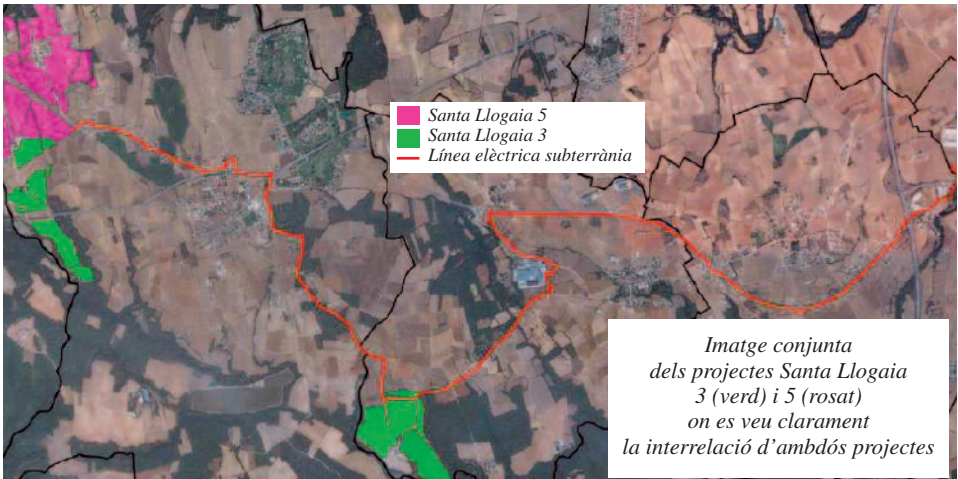 Santa Llogaia 5
Santa Llogaia 3
Línea elèctrica subterrània
Imatge conjunta
dels projectes Santa Llogaia
3 (verd) i 5 (rosat)
on es veu clarament
la interrelació d'ambdós projectes